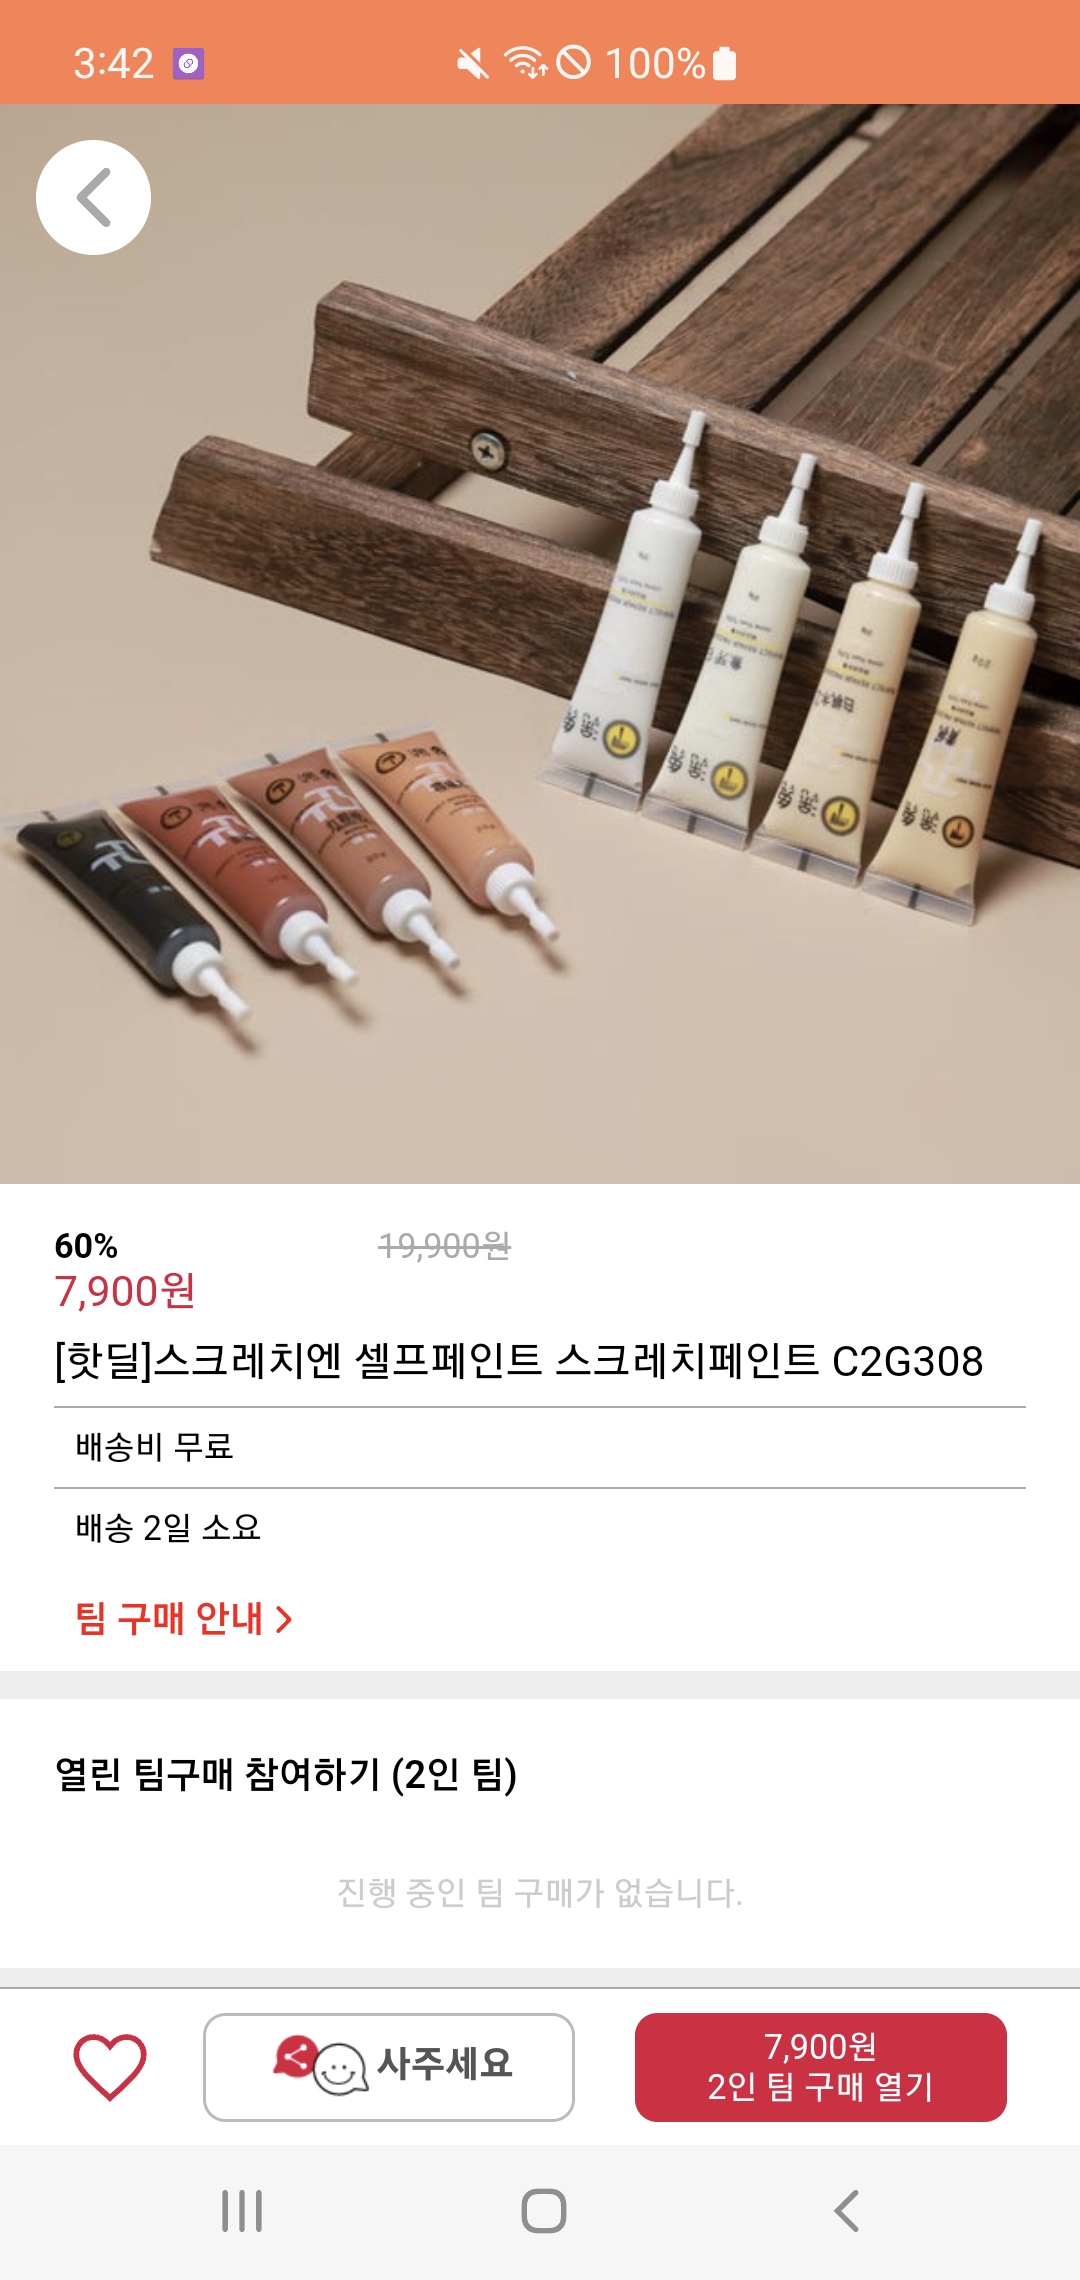 3:42
100%
60%
19,900원
7,900원
[핫딜]스크레치엔 셀프페인트 스크레치페인트 C2G308
배송비 무료
배송 2일 소요
팀 구매 안내
열린 팀구매 참여하기 (2인 팀)
진행 중인 팀 구매가 없습니다.
사주세요
7,900원
2인 팀 구매 열기